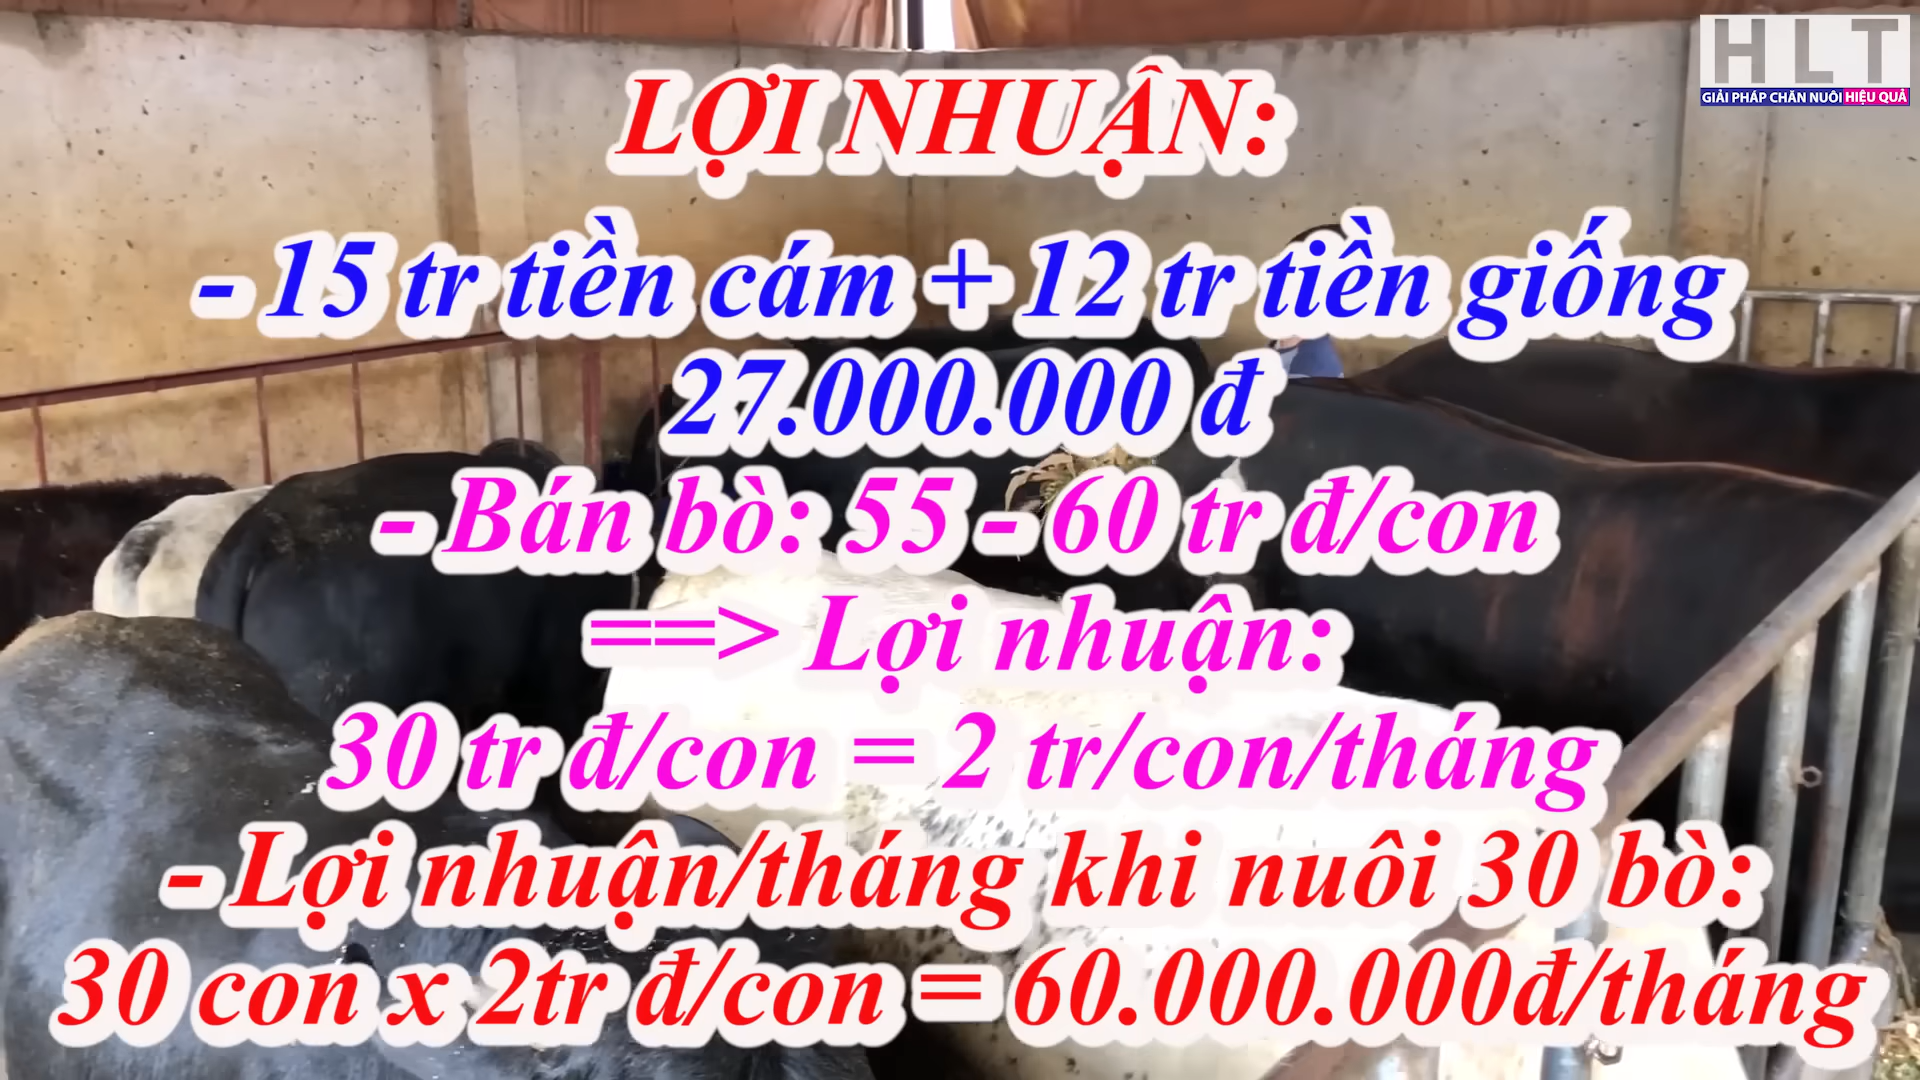 HLT
GIẢI PHÁP CHĂN NUÔI HIỆU QUẢ
LỢI NHUẬN:
- 15 tr tiền cám + 12 tr tiền giống
27.000.000 đ
- Bán bò: 55 - 60 tr đ/con
==> Lợi nhuận:
30 tr đ/con = 2 tr/con/tháng
- Lợi nhuận/tháng khi nuôi 30 bò:
30 con x 2tr đ/con = 60.000.000đ/tháng